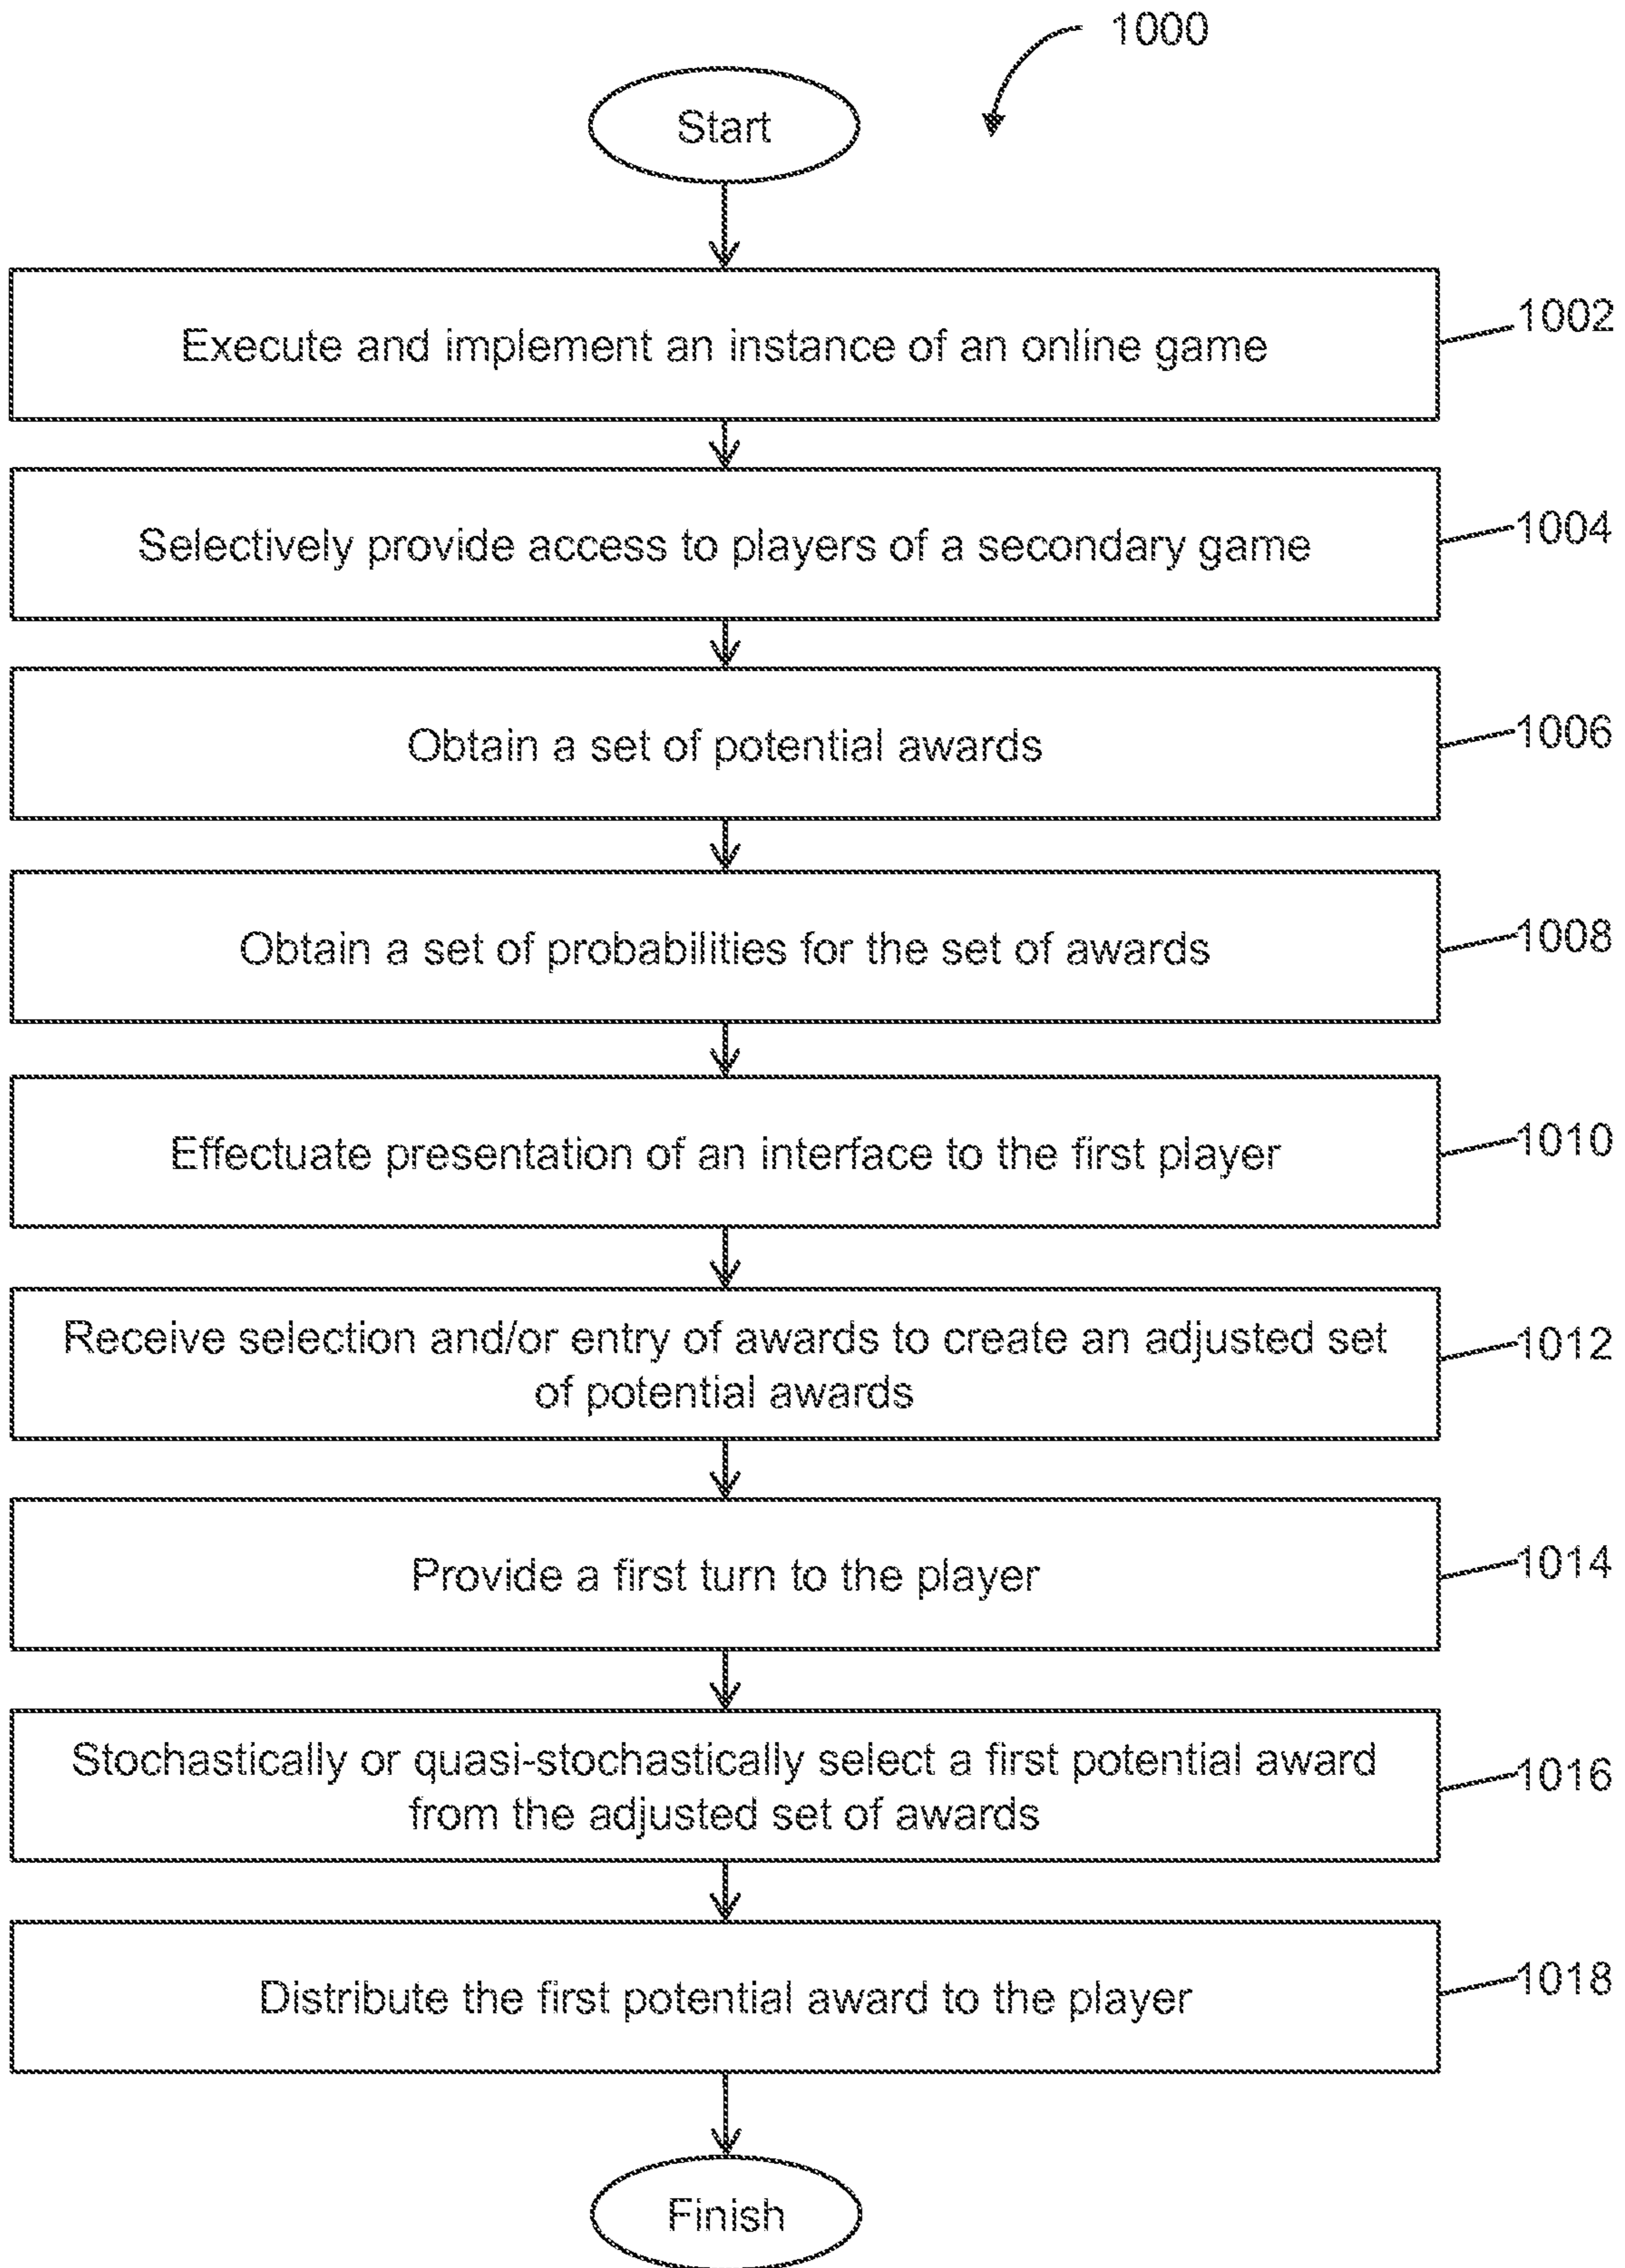 1000
Start
Execute and implement an instance of an online game
1002
Selectively provide access to players of a secondary game
1004
Obtain a set of potential awards
1006
Obtain a set of probabilities for the set of awards
1008
Effectuate presentation of an interface to the first player
1010
Receive selection and/or entry of awards to create an adjusted set
of potential awards
1012
Provide a first turn to the player
1014
Stochastically or quasi-stochastically select a first potential award
from the adjusted set of awards
1016
Distribute the first potential award to the player
1018
Finish